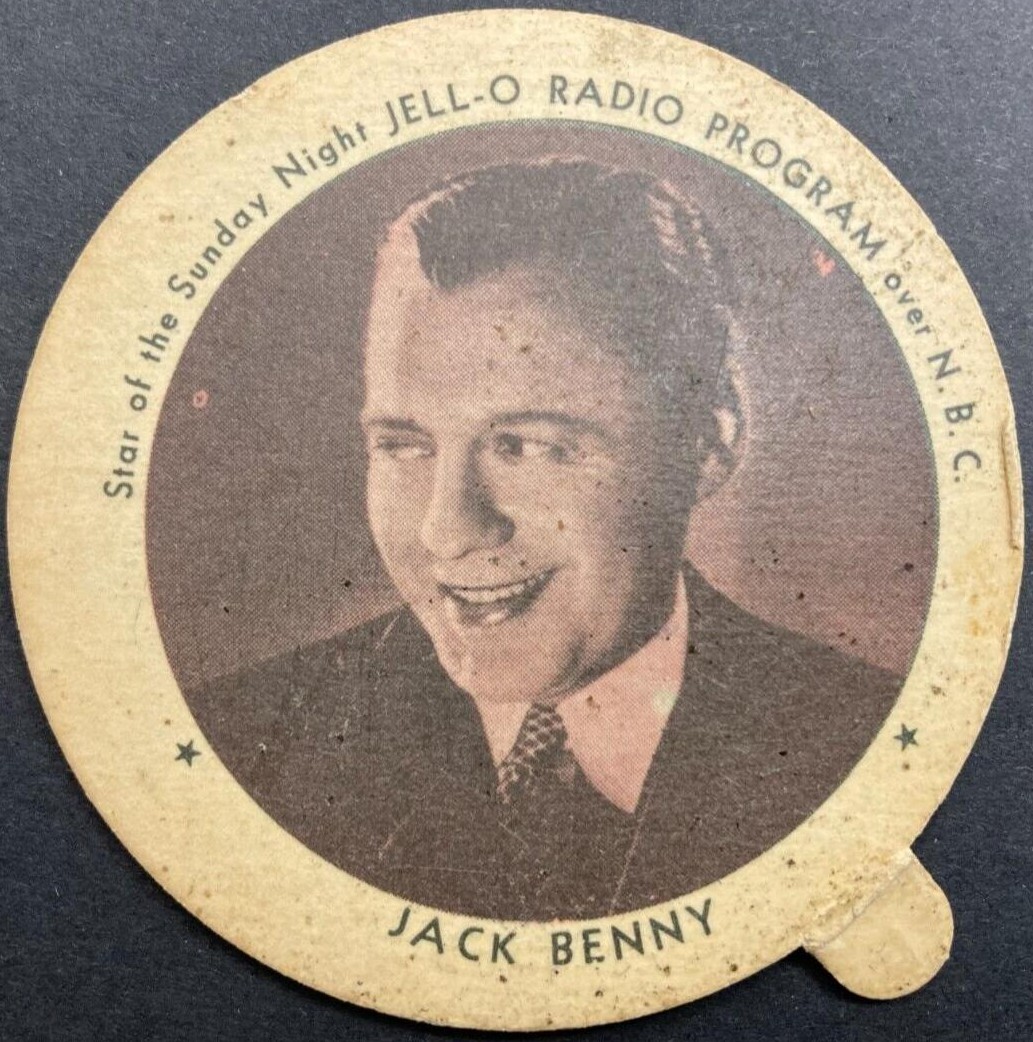 Star of the Sunday Night JELL-O RADIO PROGRAM over N.B.C.
JACK BENNY